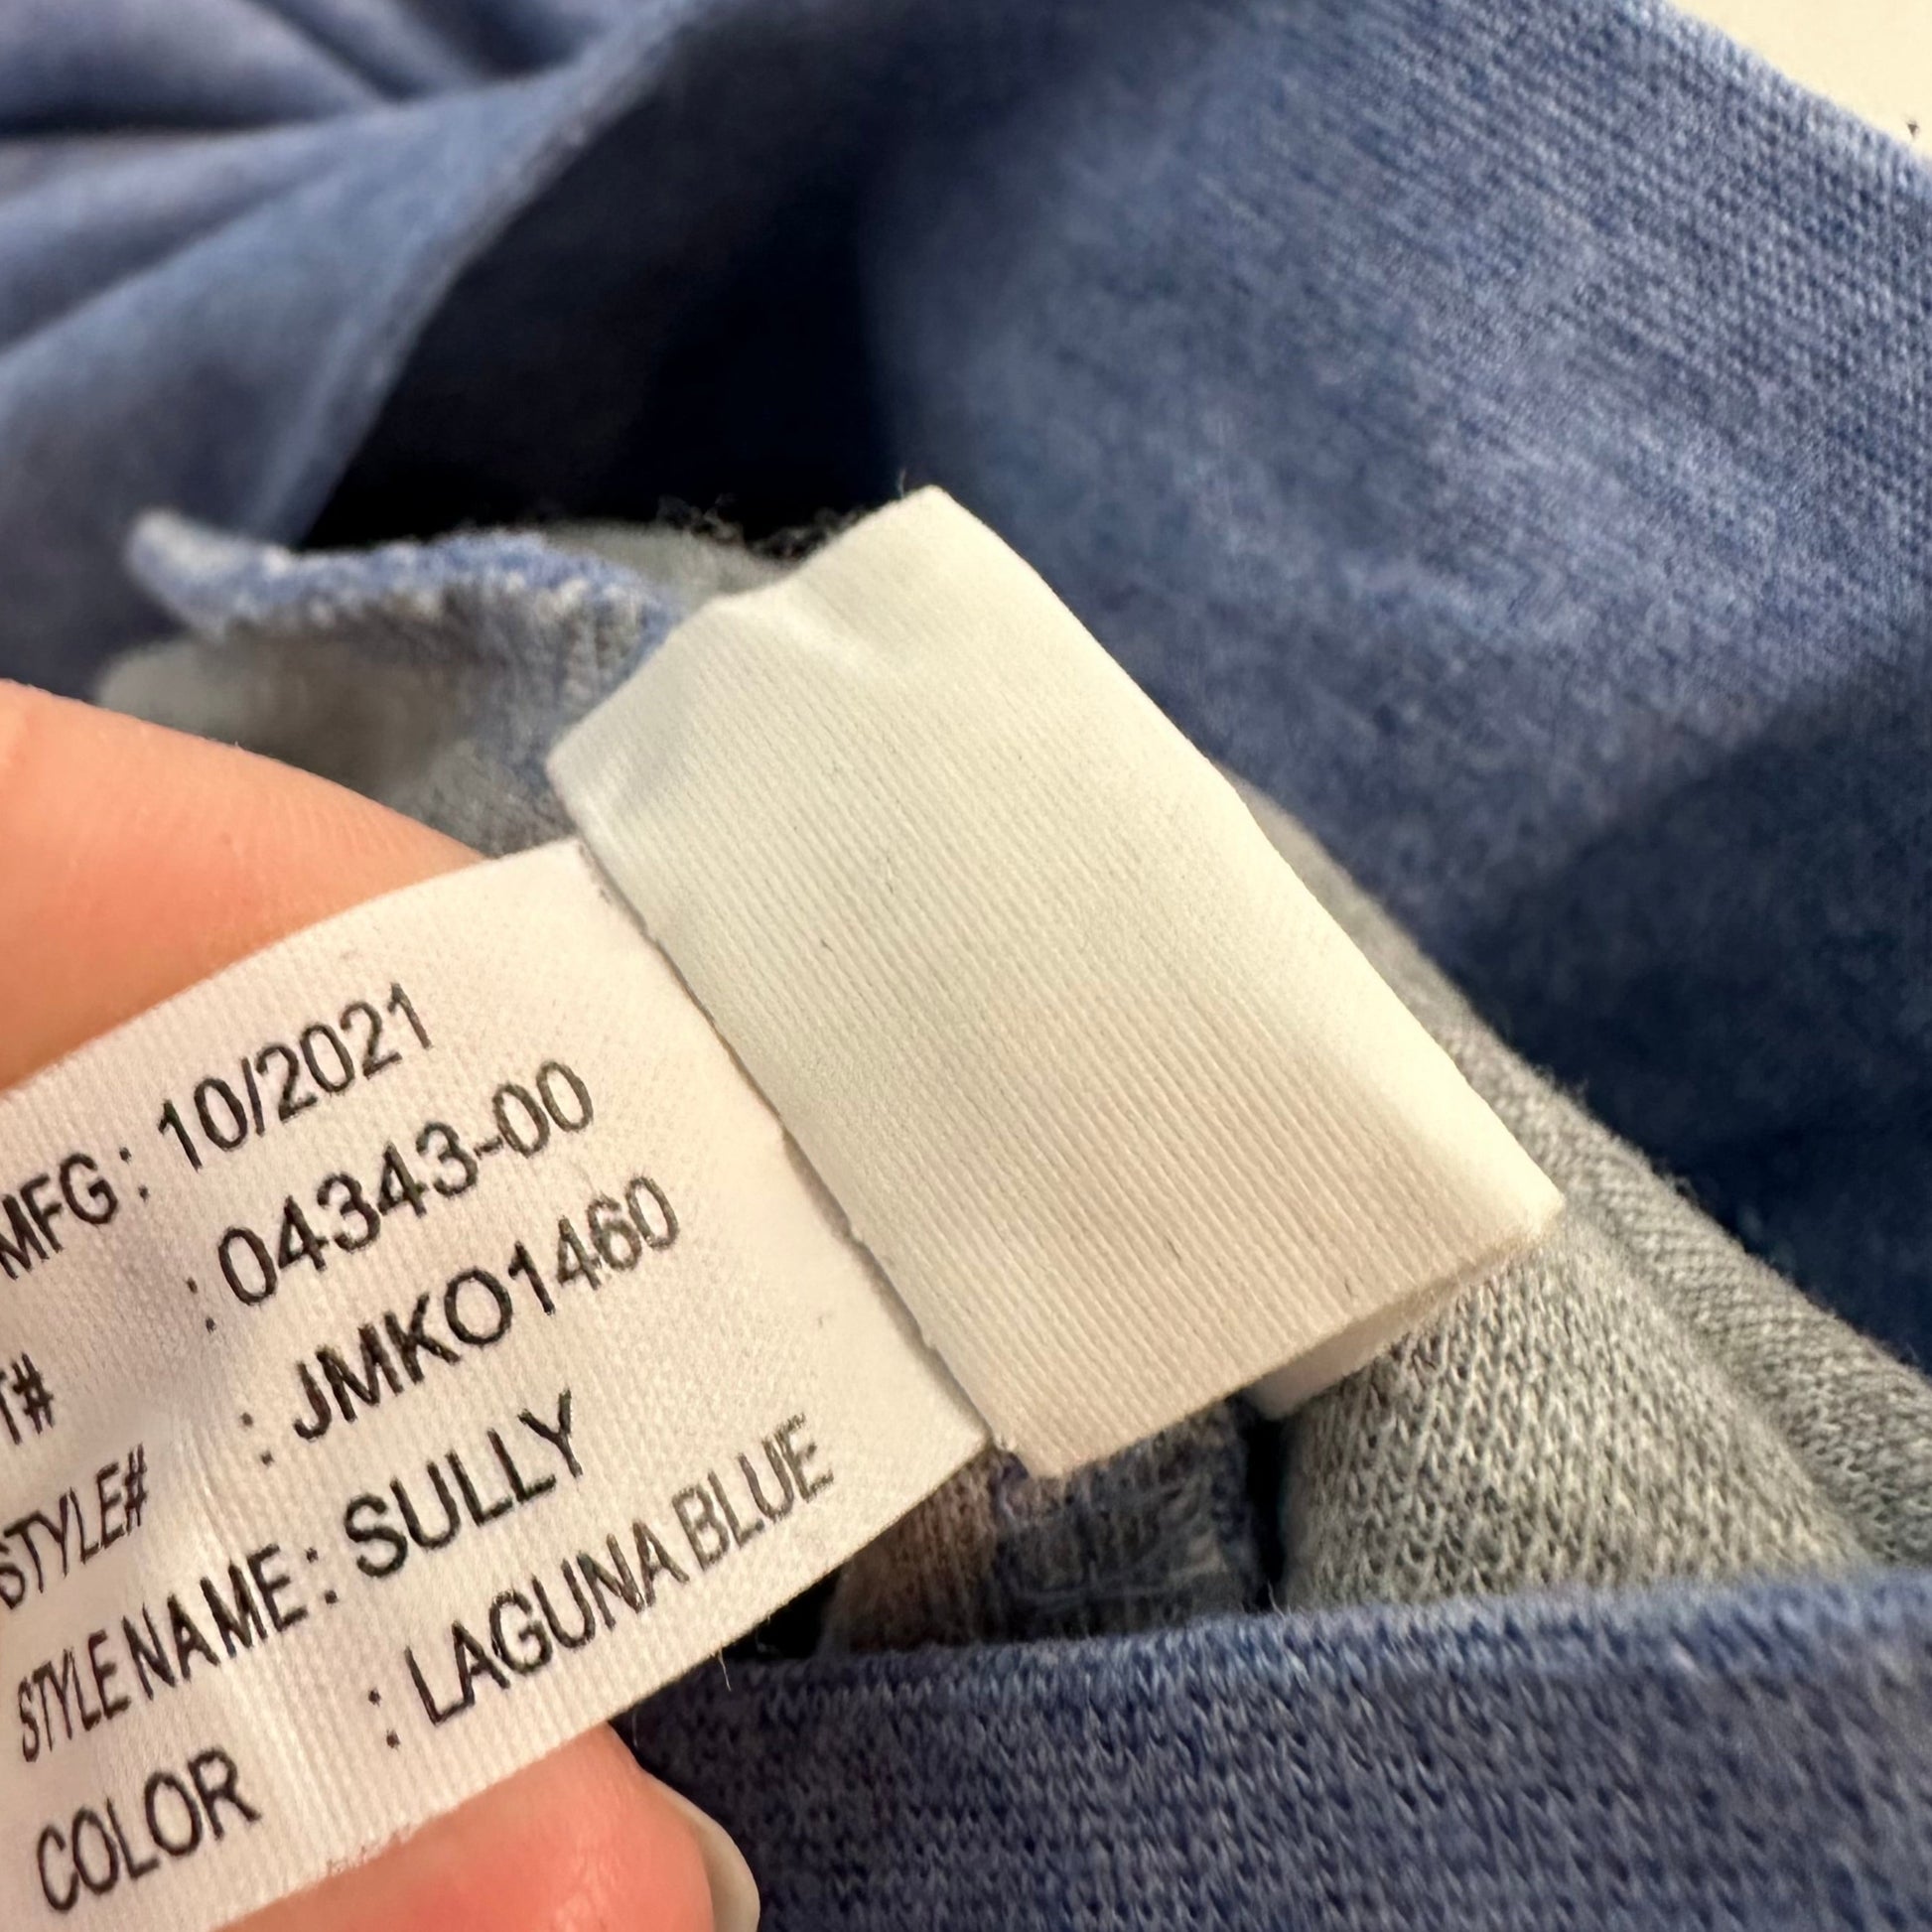 MFG : 10/2021
T# : 04343-00
STYLE# : JMKO1460
STYLE NAME : SULLY
COLOR : LAGUNA BLUE